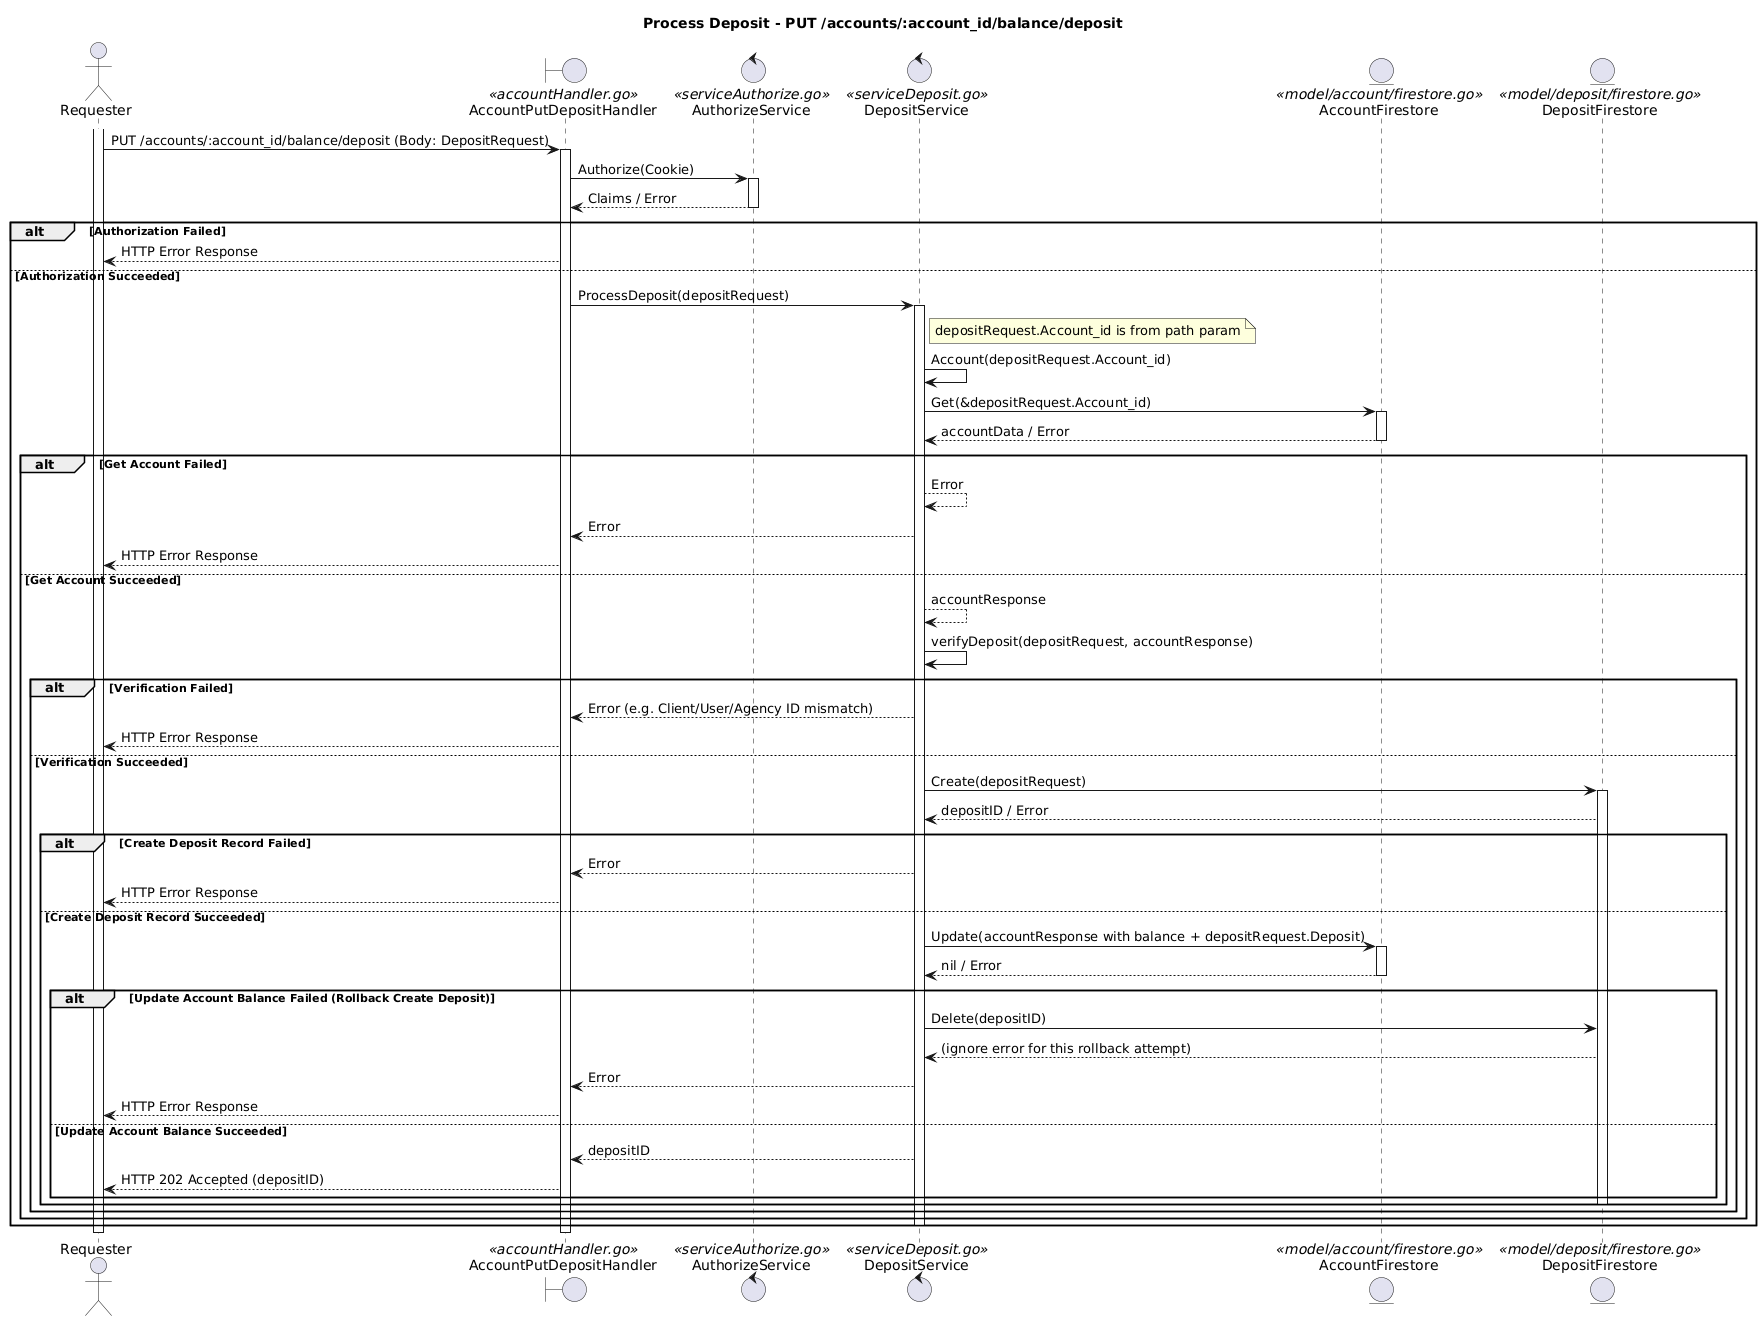 Process Deposit - PUT /accounts/:account_id/balance/deposit
Requester
«accountHandler.go»
AccountPutDepositHandler
«serviceAuthorize.go»
AuthorizeService
«serviceDeposit.go»
DepositService
«model/account/firestore.go»
AccountFirestore
«model/deposit/firestore.go»
DepositFirestore
PUT /accounts/:account_id/balance/deposit (Body: DepositRequest)
Authorize(Cookie)
Claims / Error
alt [Authorization Failed]
HTTP Error Response
[Authorization Succeeded]
ProcessDeposit(depositRequest)
depositRequest.Account_id is from path param
Account(depositRequest.Account_id)
Get(&depositRequest.Account_id)
accountData / Error
alt [Get Account Failed]
Error
Error
HTTP Error Response
[Get Account Succeeded]
accountResponse
verifyDeposit(depositRequest, accountResponse)
alt [Verification Failed]
Error (e.g. Client/User/Agency ID mismatch)
HTTP Error Response
[Verification Succeeded]
Create(depositRequest)
depositID / Error
alt [Create Deposit Record Failed]
Error
HTTP Error Response
[Create Deposit Record Succeeded]
Update(accountResponse with balance + depositRequest.Deposit)
nil / Error
alt [Update Account Balance Failed (Rollback Create Deposit)]
Delete(depositID)
(ignore error for this rollback attempt)
Error
HTTP Error Response
[Update Account Balance Succeeded]
depositID
HTTP 202 Accepted (depositID)
Requester
«accountHandler.go»
AccountPutDepositHandler
«serviceAuthorize.go»
AuthorizeService
«serviceDeposit.go»
DepositService
«model/account/firestore.go»
AccountFirestore
«model/deposit/firestore.go»
DepositFirestore